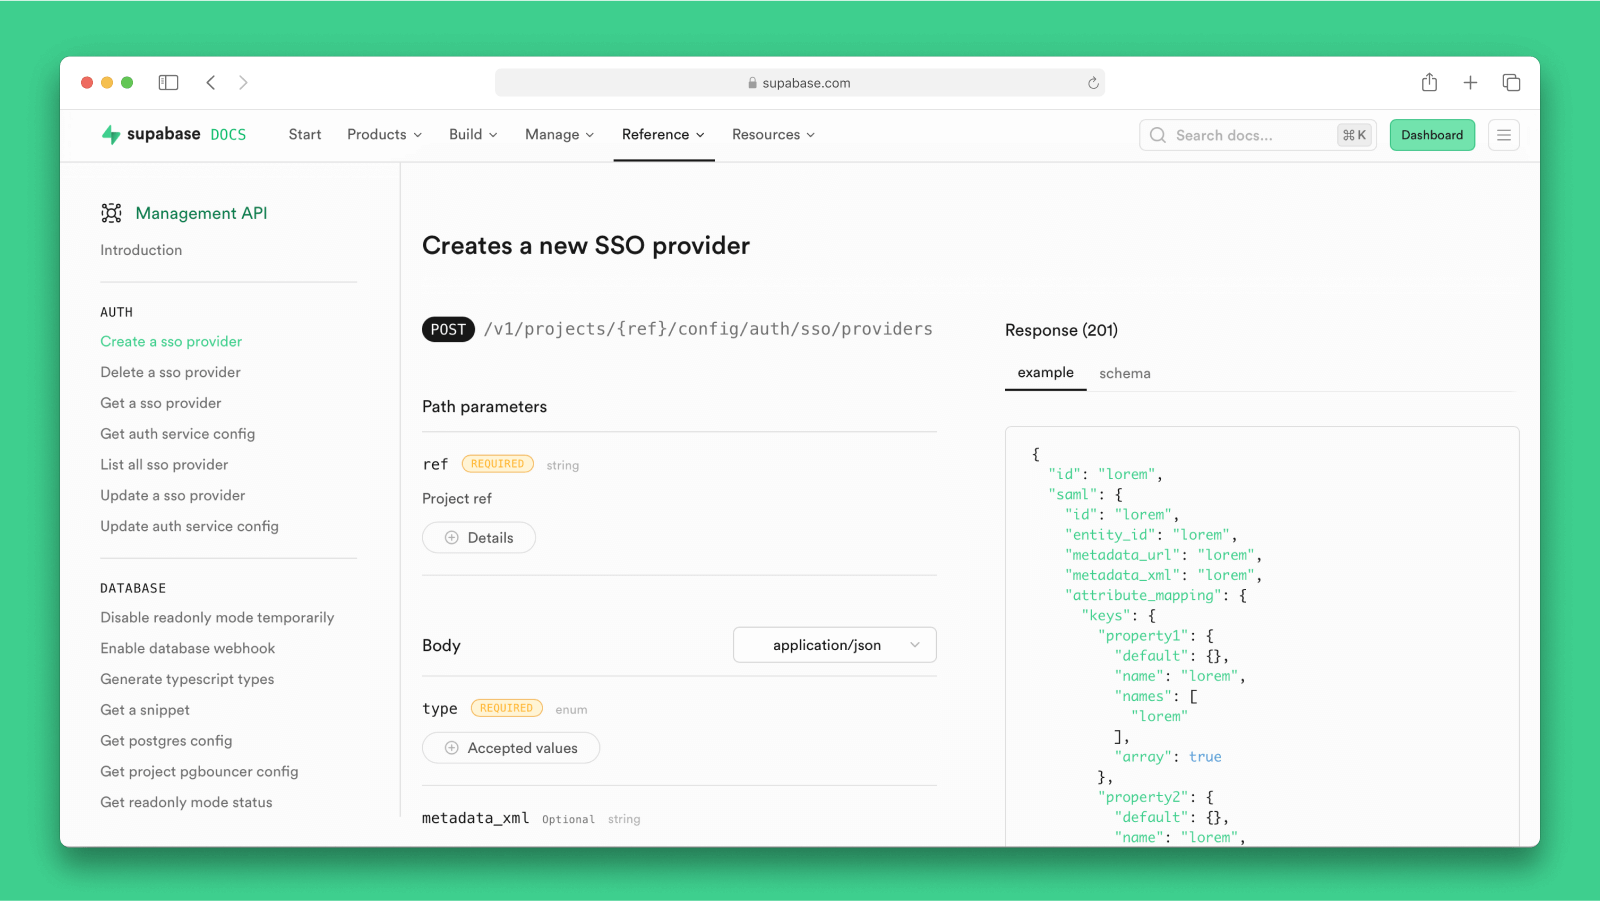 supabase.com
supabase DOCS
Start
Products
Build
Manage
Reference
Resources
Search docs...
⌘K
Dashboard
Management API
Introduction
AUTH
Create a sso provider
Delete a sso provider
Get a sso provider
Get auth service config
List all sso provider
Update a sso provider
Update auth service config
DATABASE
Disable readonly mode temporarily
Enable database webhook
Generate typescript types
Get a snippet
Get postgres config
Get project pgbouncer config
Get readonly mode status
Creates a new SSO provider
POST /v1/projects/{ref}/config/auth/sso/providers
Path parameters
ref REQUIRED string
Project ref
Details
Body
application/json
type REQUIRED enum
Accepted values
metadata_xml Optional string
Response (201)
example schema
{
"id": "lorem",
"saml": {
"id": "lorem",
"entity_id": "lorem",
"metadata_url": "lorem",
"metadata_xml": "lorem",
"attribute_mapping": {
"keys": {
"property1": {
"default": {},
"name": "lorem",
"names": [
"lorem"
],
"array": true
},
"property2": {
"default": {},
"name": "lorem",